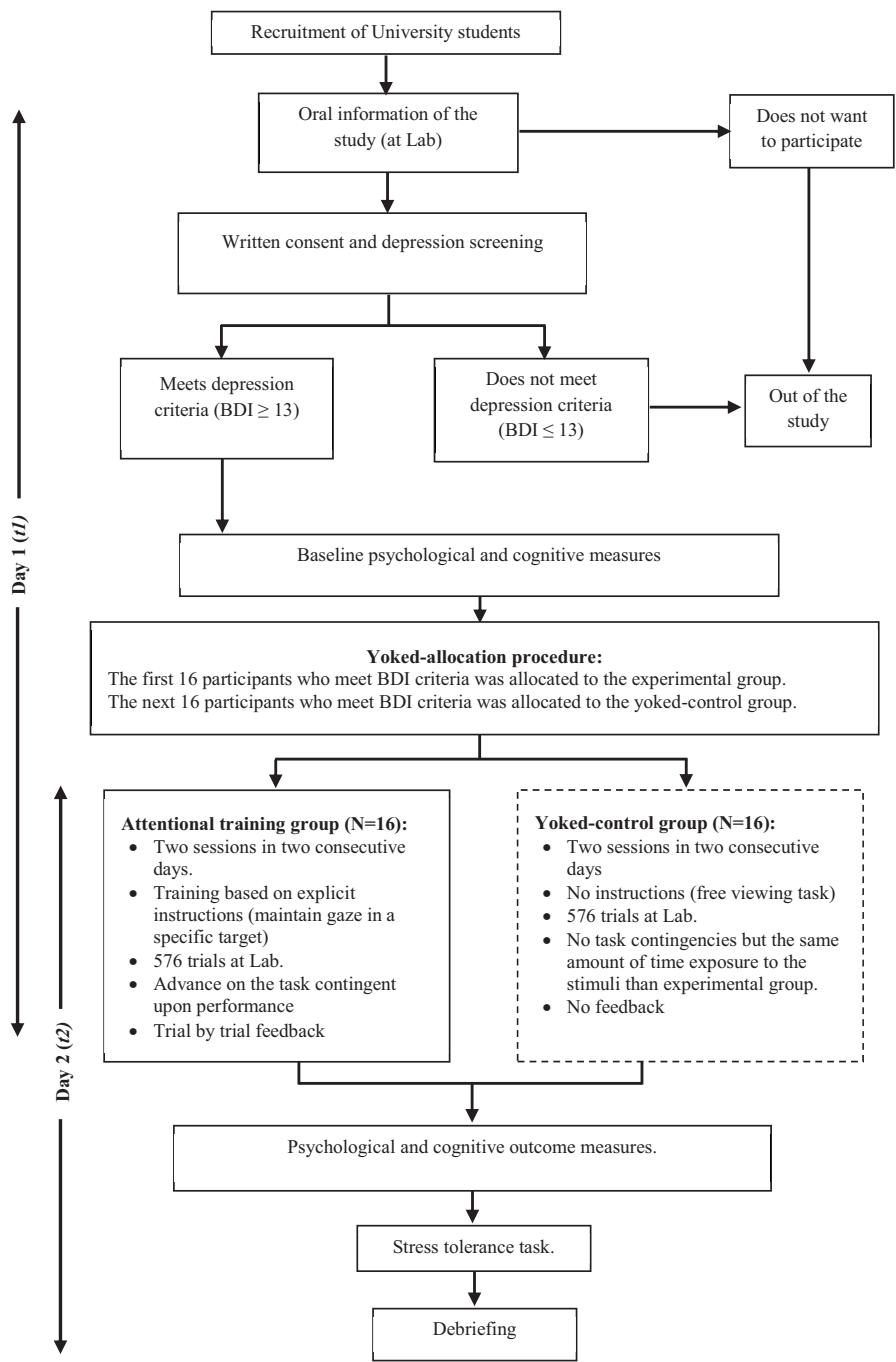 Recruitment of University students
Oral information of the
study (at Lab)
Does not want
to participate
Written consent and depression screening
Meets depression
criteria (BDI ≥ 13)
Does not meet
depression criteria
(BDI ≤ 13)
Out of the
study
Day 1 (t1)
Baseline psychological and cognitive measures
Yoked-allocation procedure:
The first 16 participants who meet BDI criteria was allocated to the experimental group.
The next 16 participants who meet BDI criteria was allocated to the yoked-control group.
Attentional training group (N=16):
• Two sessions in two consecutive
days.
• Training based on explicit
instructions (maintain gaze in a
specific target)
• 576 trials at Lab.
• Advance on the task contingent
upon performance
• Trial by trial feedback
Yoked-control group (N=16):
• Two sessions in two consecutive
days
• No instructions (free viewing task)
• 576 trials at Lab.
• No task contingencies but the same
amount of time exposure to the
stimuli than experimental group.
• No feedback
Day 2 (t2)
Psychological and cognitive outcome measures.
Stress tolerance task.
Debriefing